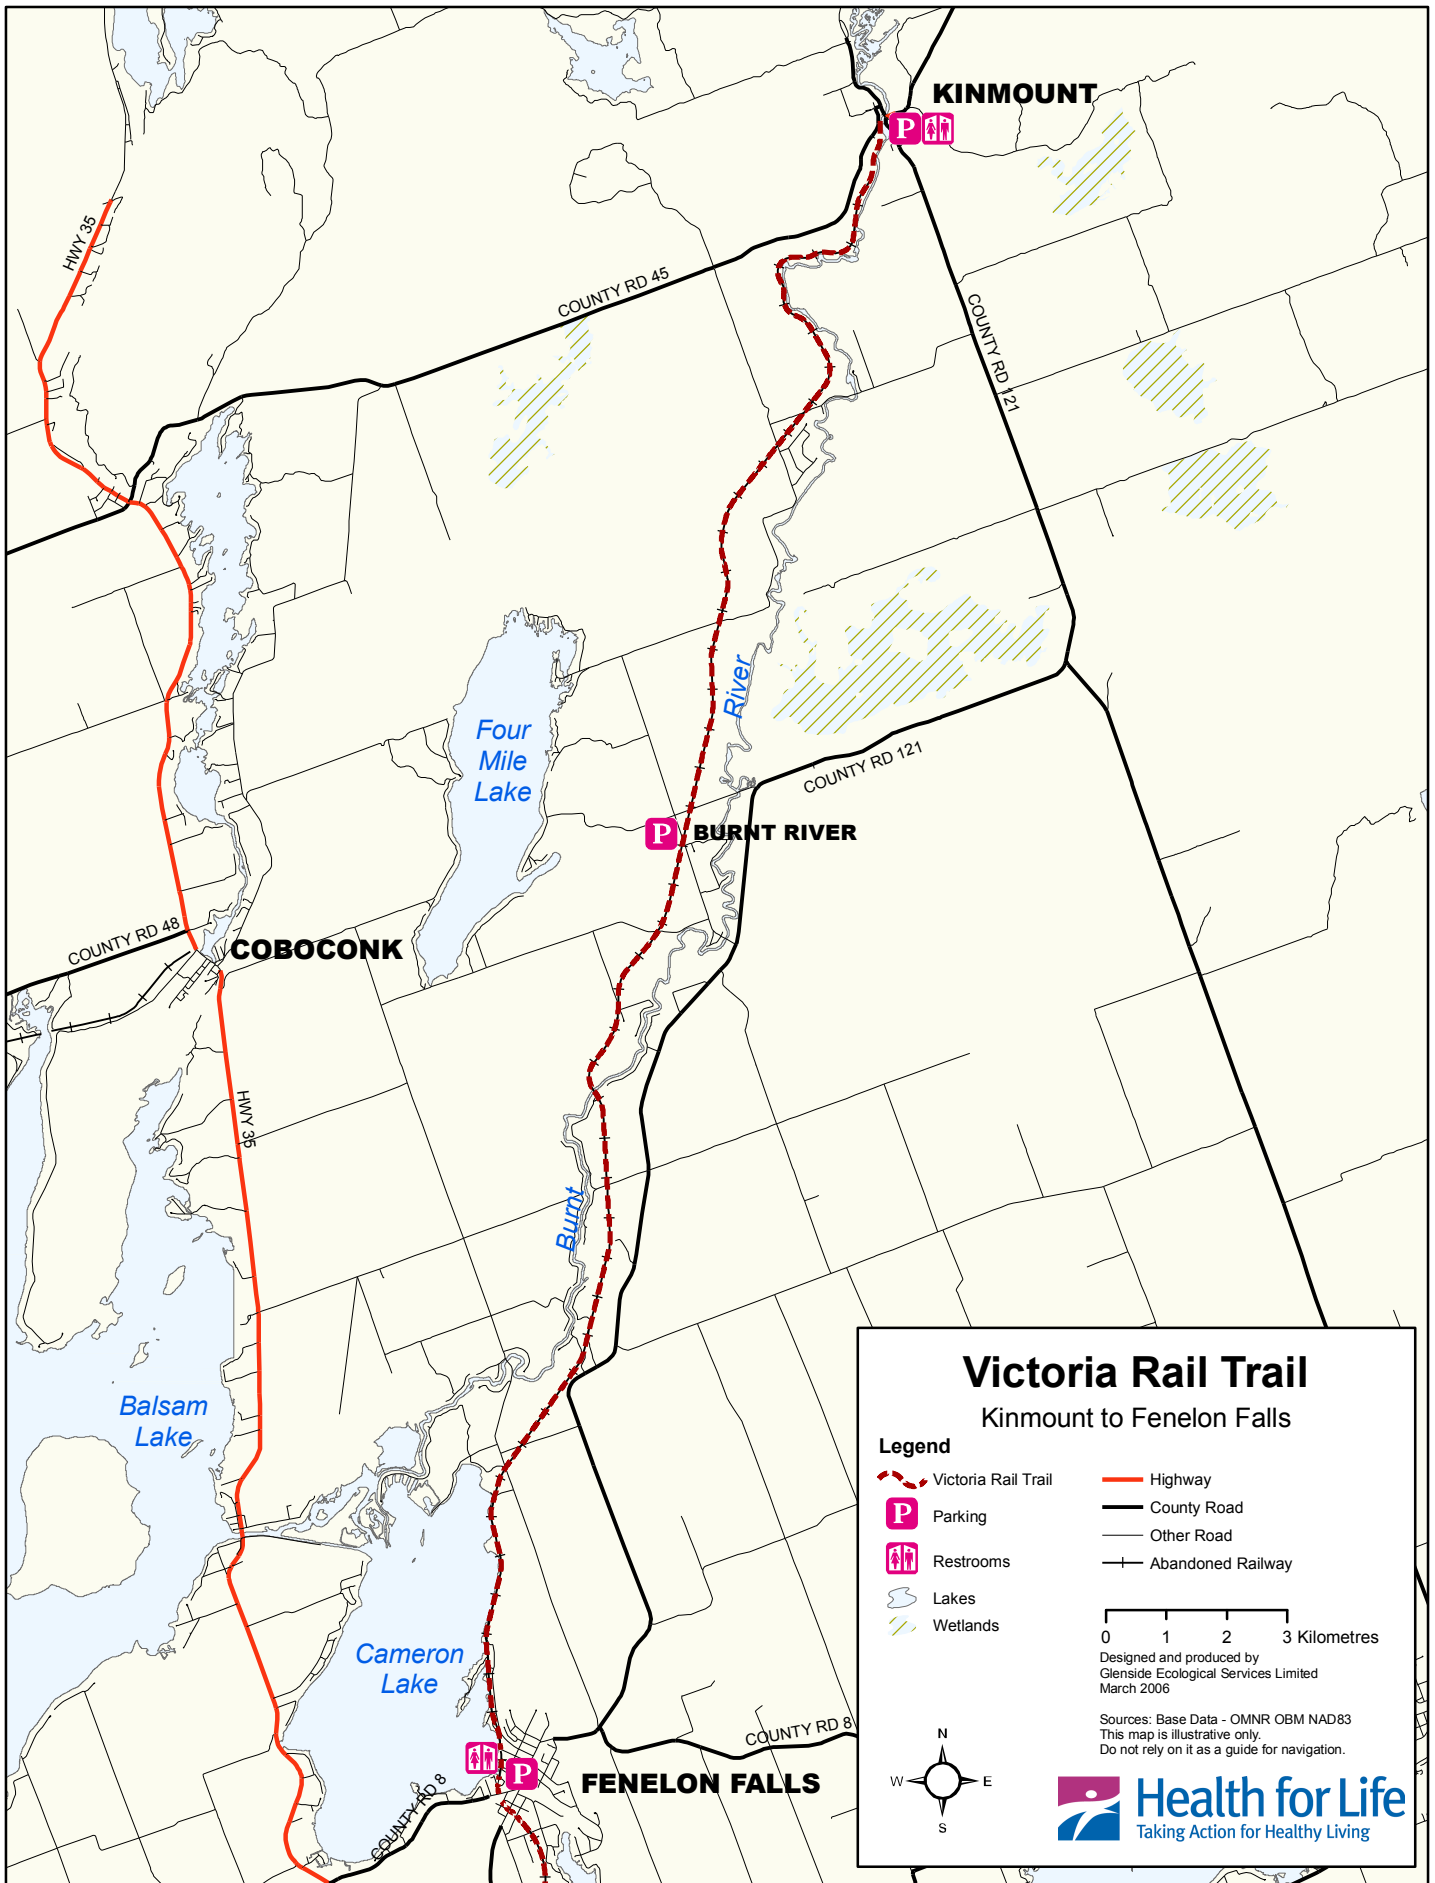 KINMOUNT
P
HWY 35
COUNTY RD 45
COUNTY RD 121
River
Four
Mile
Lake
COUNTY RD 121
P
BURNT RIVER
COUNTY RD 48
COBOCONK
HWY 35
Burnt
Balsam
Lake
Cameron
Lake
COUNTY RD 8
P
FENELON FALLS
COUNTY RD 8
Victoria Rail Trail
Kinmount to Fenelon Falls
Legend
Victoria Rail Trail
P Parking
Restrooms
Lakes
Wetlands
Highway
County Road
Other Road
Abandoned Railway
0 1 2 3 Kilometres
Designed and produced by
Glenside Ecological Services Limited
March 2006
Sources: Base Data - OMNR OBM NAD83
This map is illustrative only.
Do not rely on it as a guide for navigation.
N
W E
S
Health for Life
Taking Action for Healthy Living